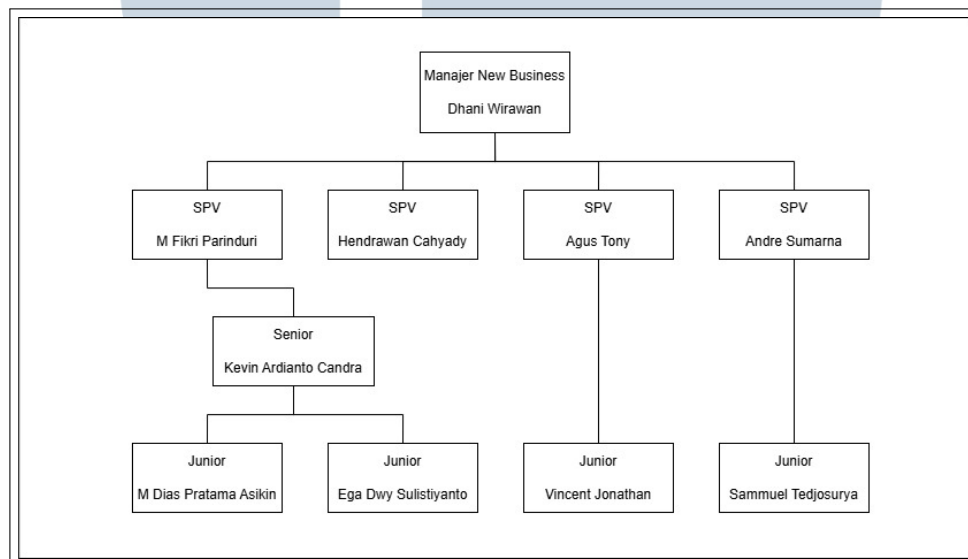 Manajer New Business
Dhani Wirawan
SPV
M Fikri Parinduri
SPV
Hendrawan Cahyady
SPV
Agus Tony
SPV
Andre Sumarna
Senior
Kevin Ardianto Candra
Junior
M Dias Pratama Asikin
Junior
Ega Dwy Sulistiyanto
Junior
Vincent Jonathan
Junior
Sammuel Tedjosurya